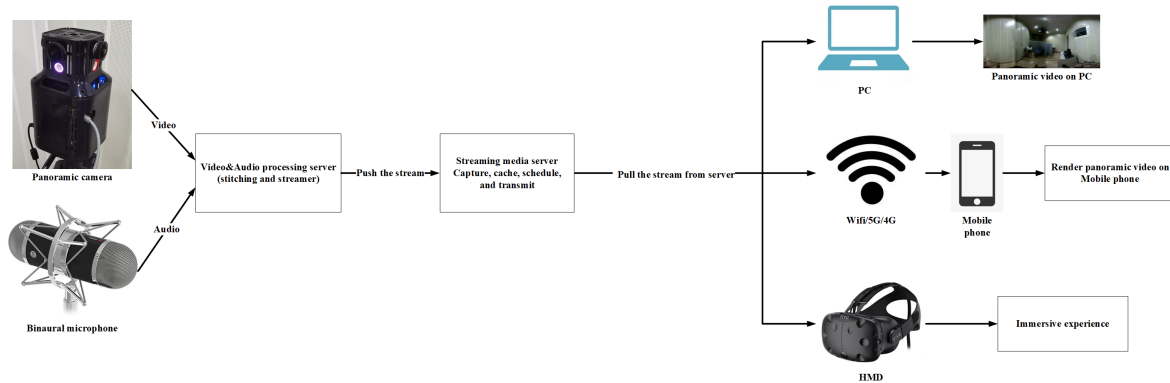 Panoramic camera
Binaural microphone
Video
Audio
Video&Audio processing server
(stitching and streamer)
Push the stream
Streaming media server
Capture, cache, schedule,
and transmit
Pull the stream from server
PC
Panoramic video on PC
Wifi/5G/4G
Mobile
phone
Render panoramic video on
Mobile phone
HMD
Immersive experience